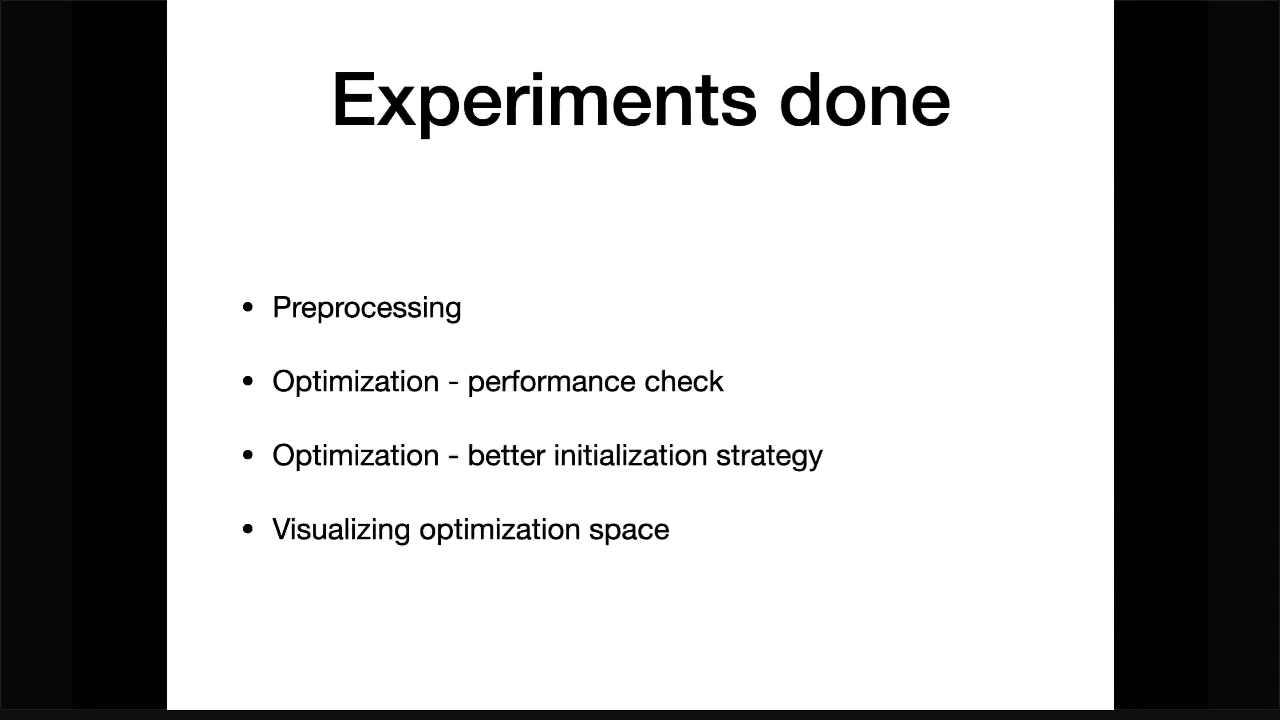 Experiments done
• Preprocessing
• Optimization - performance check
• Optimization - better initialization strategy
• Visualizing optimization space